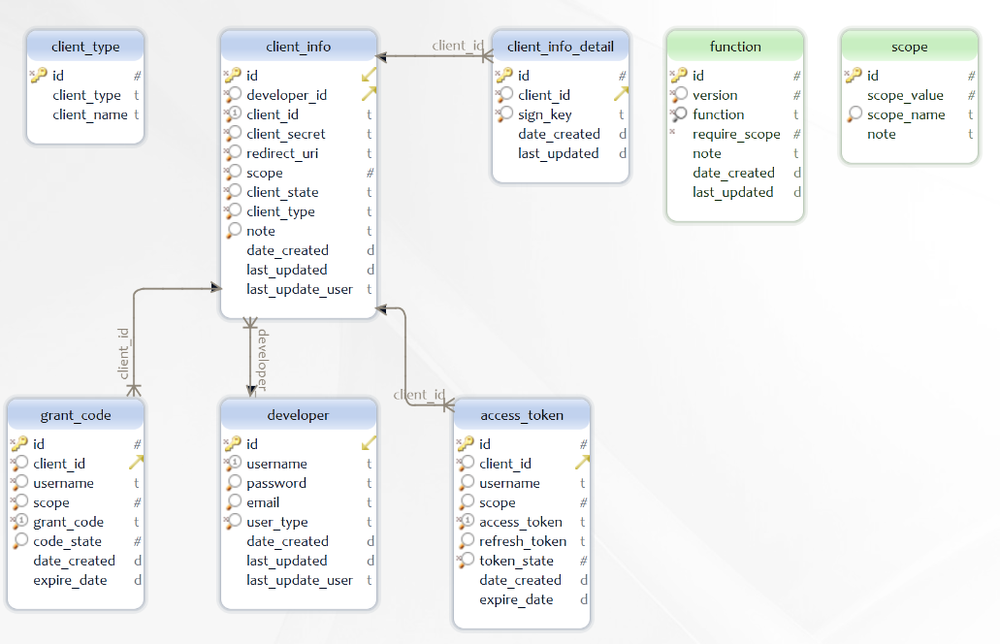 client_type
id #
client_type t
client_name t
client_info
id
developer_id
client_id t
client_secret t
redirect_uri t
scope #
client_state t
client_type t
note t
date_created d
last_updated d
last_update_user t
client_id
client_info_detail
id #
client_id
sign_key t
date_created d
last_updated d
function
id #
version #
function t
require_scope #
note t
date_created d
last_updated d
scope
id #
scope_value #
scope_name t
note t
client_id
developer
client_id
grant_code
id #
client_id
username t
scope #
grant_code t
code_state #
date_created d
expire_date d
developer
id
username t
password t
email t
user_type t
date_created d
last_updated d
last_update_user t
access_token
id #
client_id
username t
scope #
access_token t
refresh_token t
token_state #
date_created d
expire_date d